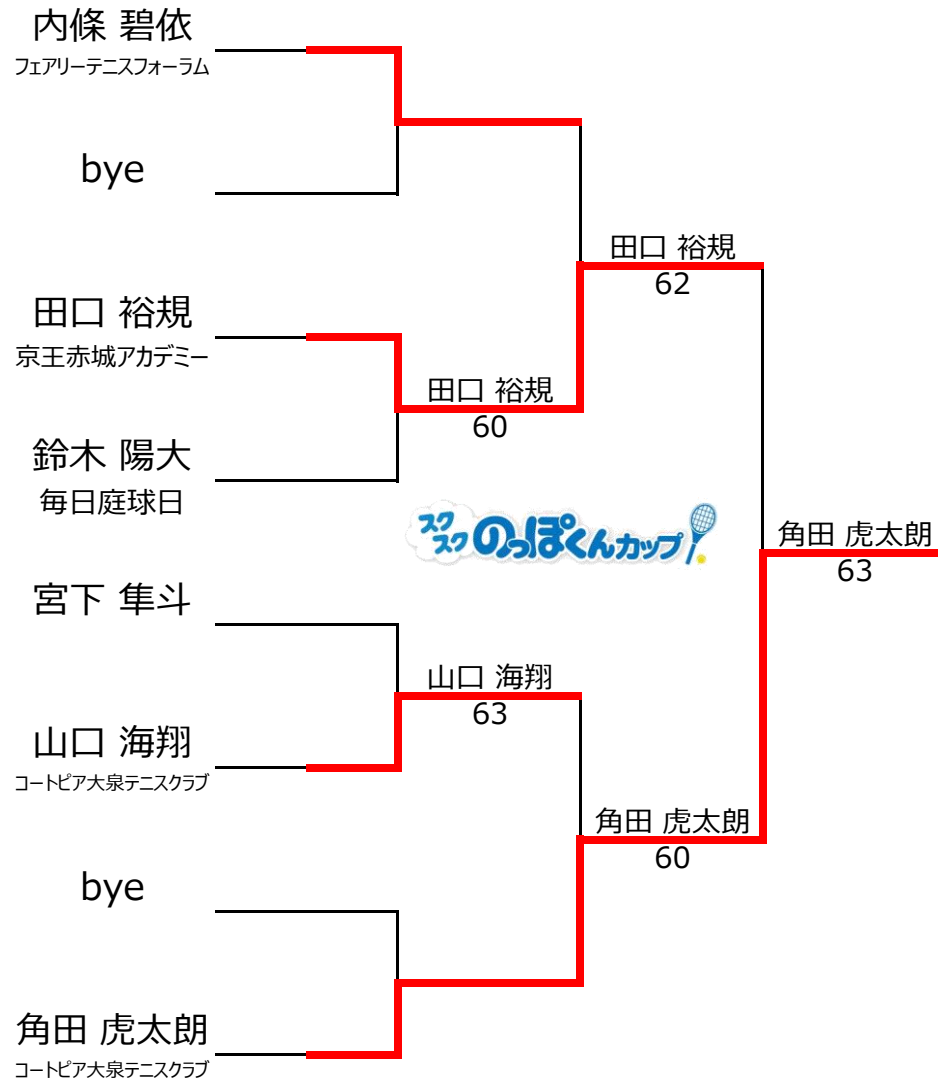 内條 碧依
フェアリーテニスフォーラム
bye
田口 裕規
62
田口 裕規
京王赤城アカデミー
田口 裕規
60
鈴木 陽大
毎日庭球日
スク
スク
のっぽくんカップ
角田 虎太朗
63
宮下 隼斗
山口 海翔
63
山口 海翔
コートピア大泉テニスクラブ
角田 虎太朗
60
bye
角田 虎太朗
コートピア大泉テニスクラブ